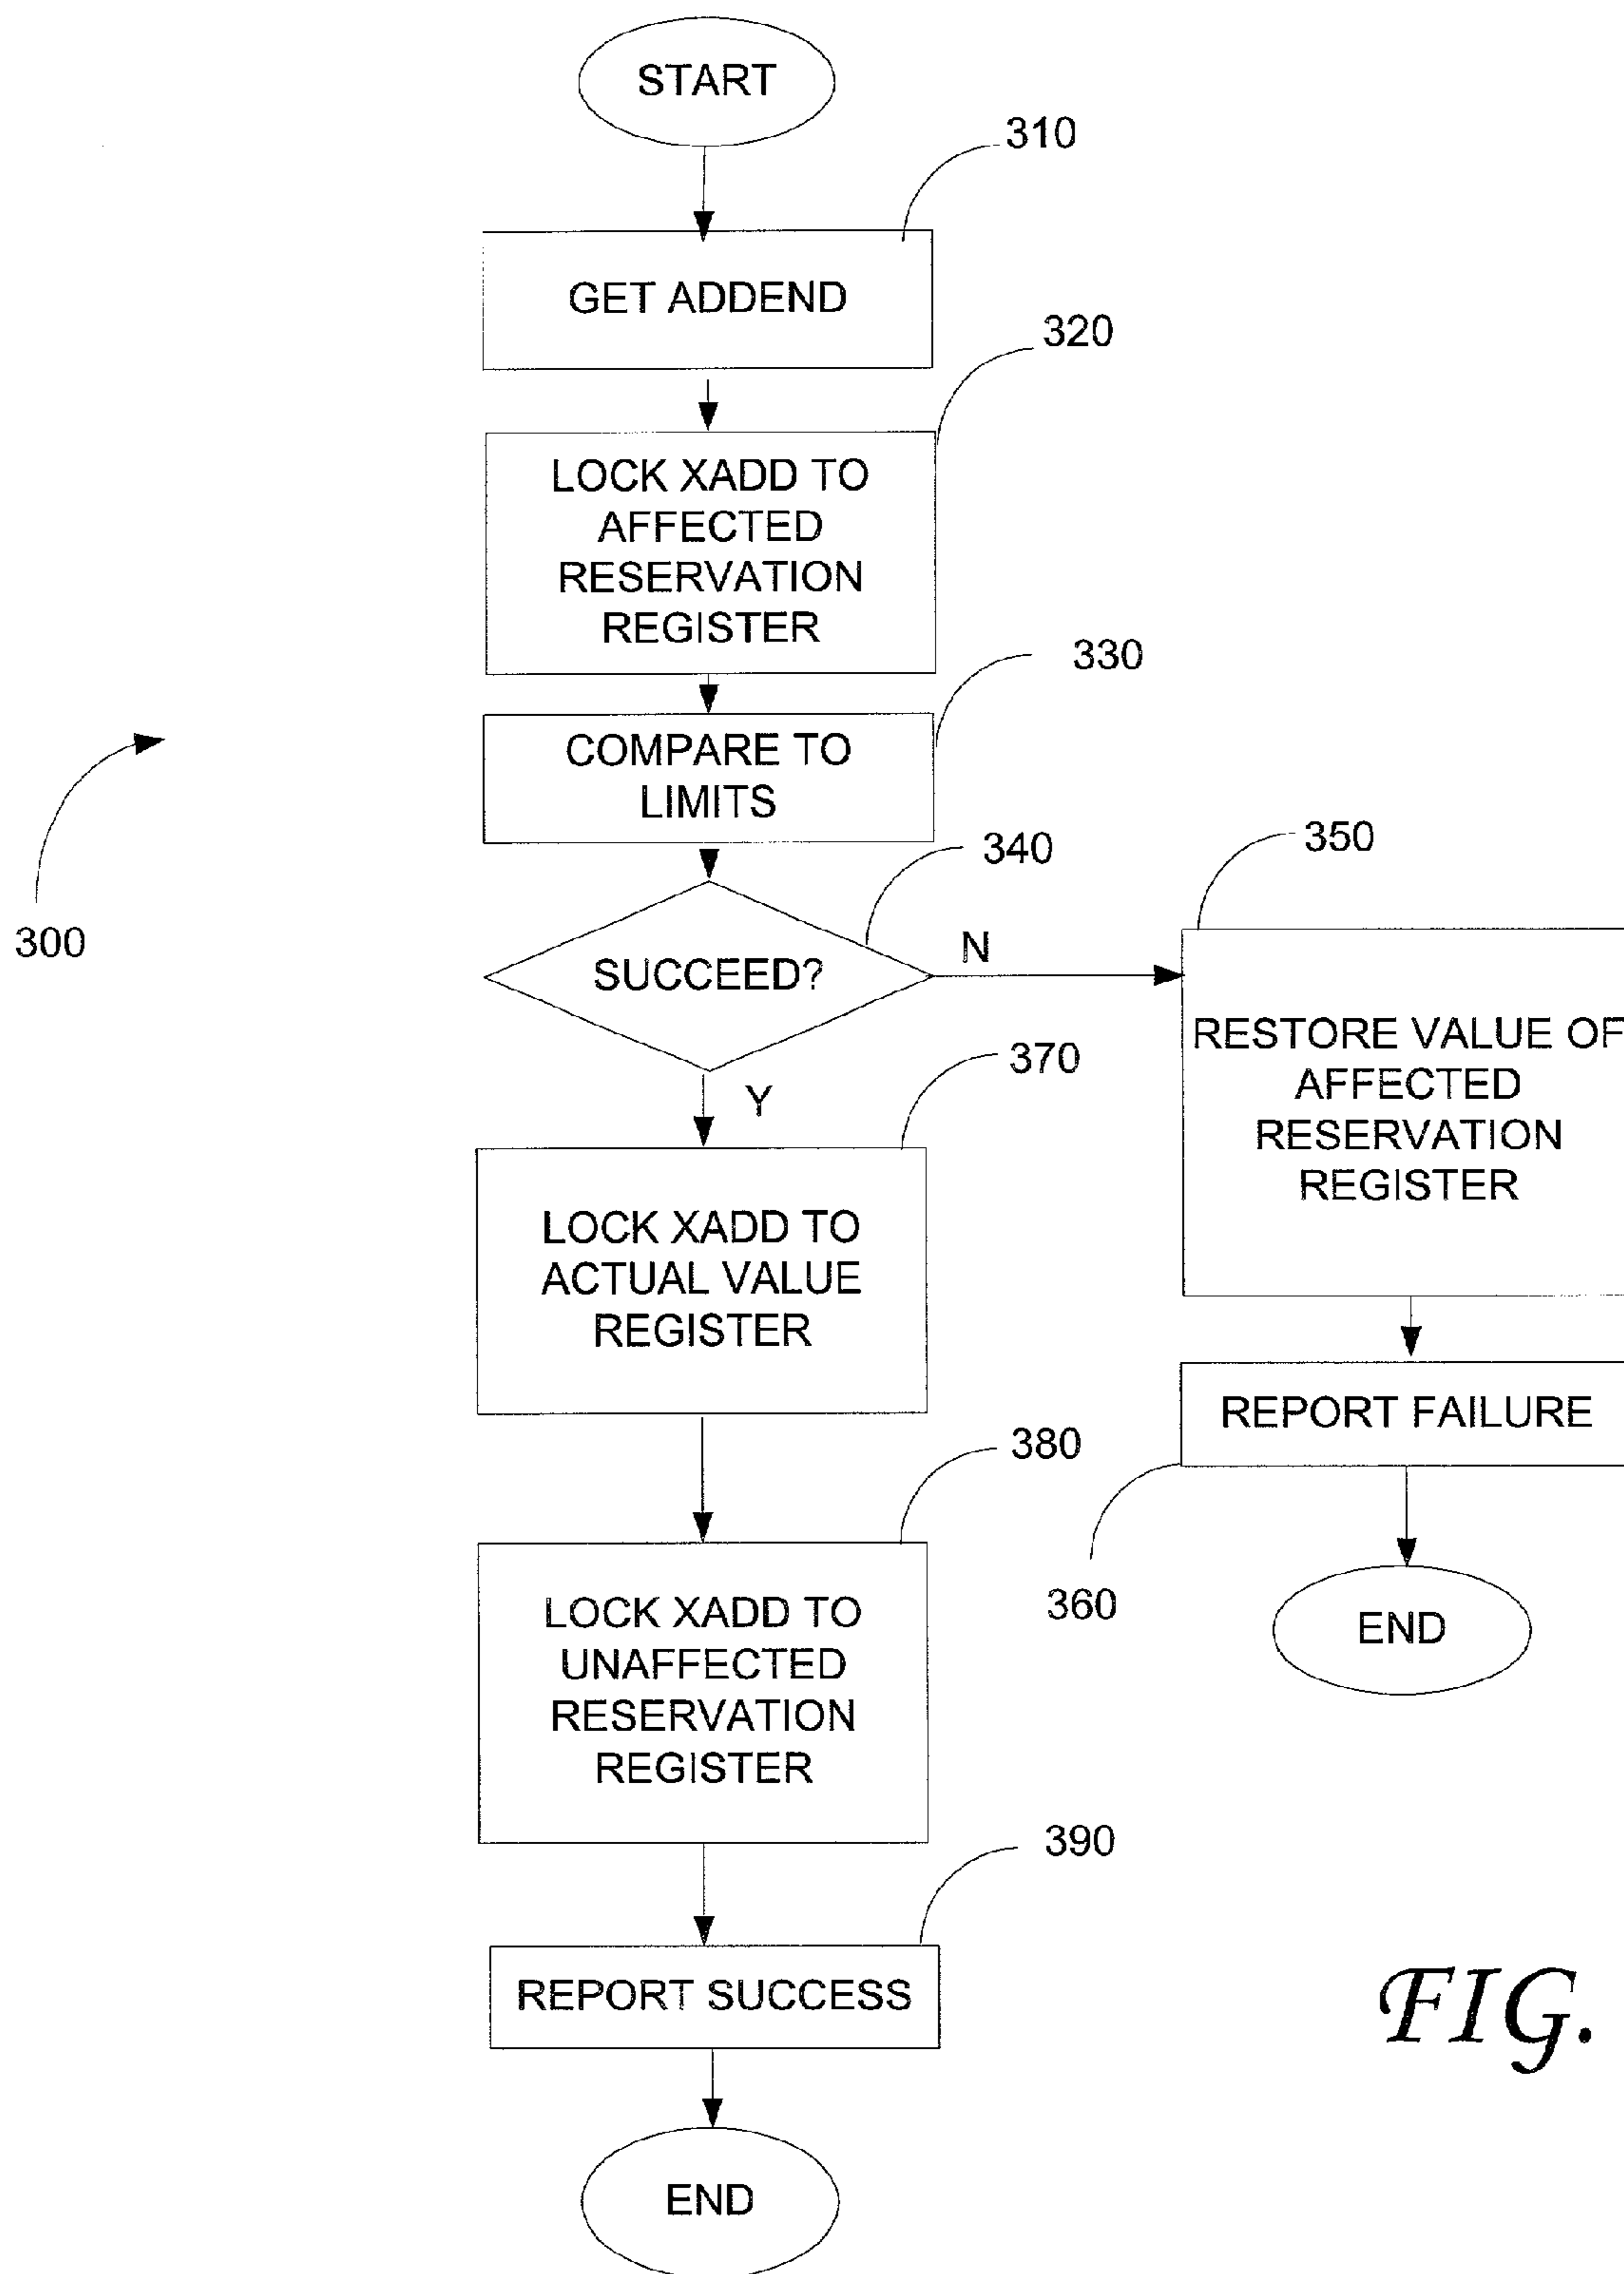 START
310
GET ADDEND
320
LOCK XADD TO
AFFECTED
RESERVATION
REGISTER
330
COMPARE TO
LIMITS
340
SUCCEED?
N
350
RESTORE VALUE OF
AFFECTED
RESERVATION
REGISTER
300
Y
370
LOCK XADD TO
ACTUAL VALUE
REGISTER
REPORT FAILURE
360
END
380
LOCK XADD TO
UNAFFECTED
RESERVATION
REGISTER
390
REPORT SUCCESS
END
FIG.